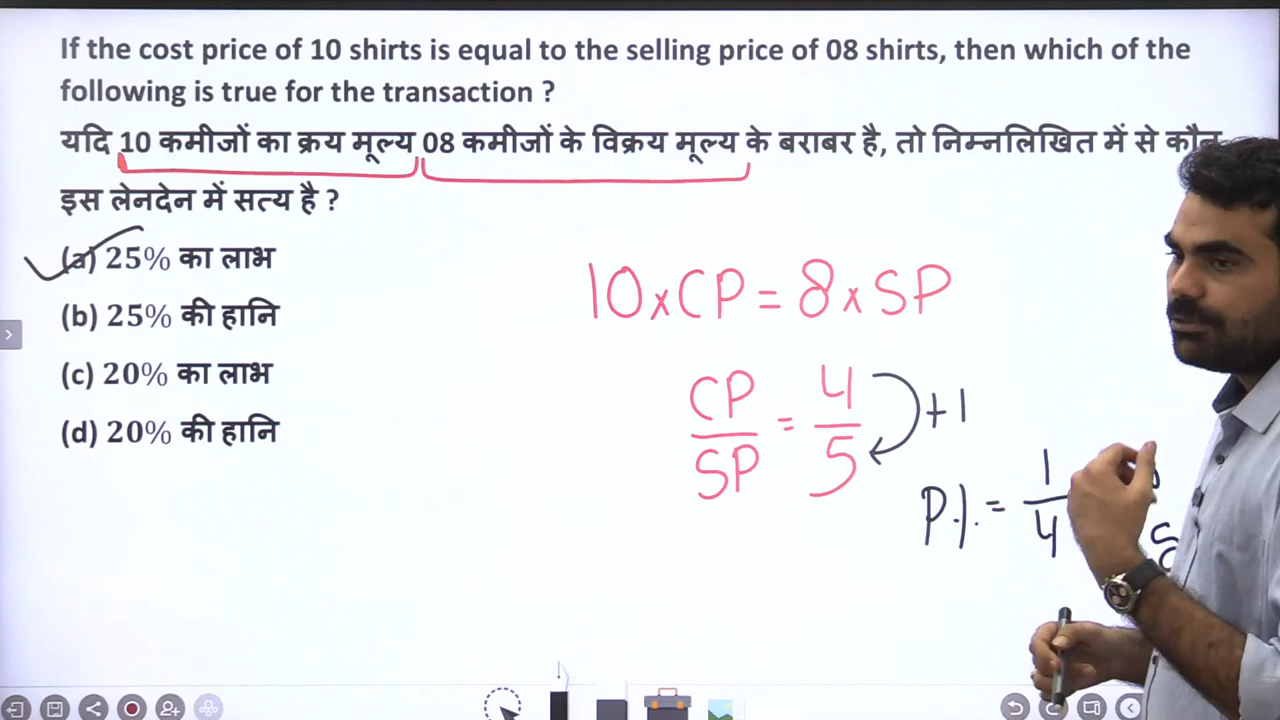 If the cost price of 10 shirts is equal to the selling price of 08 shirts, then which of the
following is true for the transaction ?
यदि 10 कमीजों का क्रय मूल्य 08 कमीजों के विक्रय मूल्य के बराबर है, तो निम्नलिखित में से कौन
इस लेनदेन में सत्य है ?
(a) 25% का लाभ
(b) 25% की हानि
(c) 20% का लाभ
(d) 20% की हानि
10 × CP = 8 × SP
CP/SP = 4/5 +1
P% = 1/4